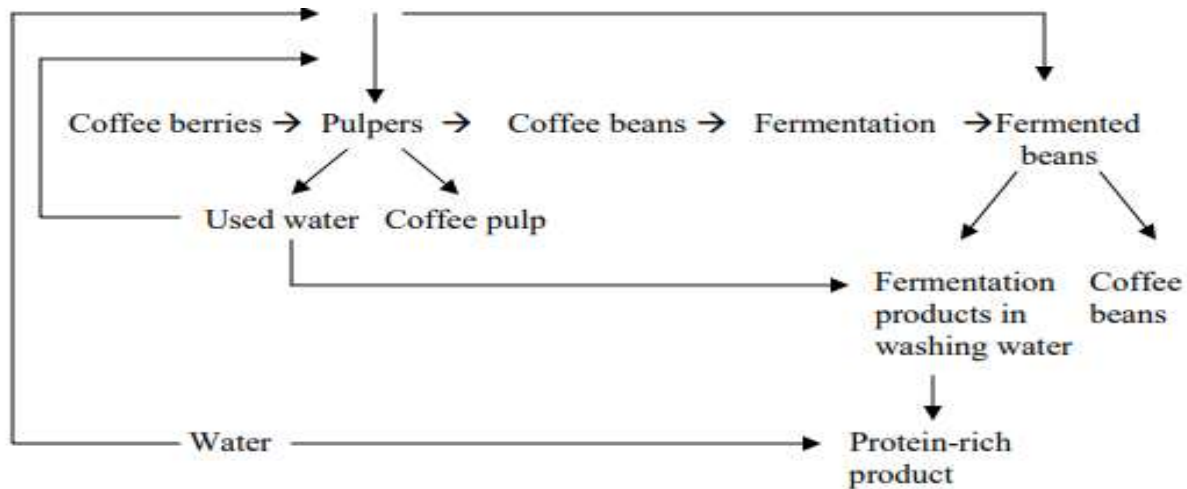 Coffee berries → Pulpers → Coffee beans → Fermentation → Fermented
beans
Used water Coffee pulp
Fermentation Coffee
products in beans
washing water
Water Protein-rich
product